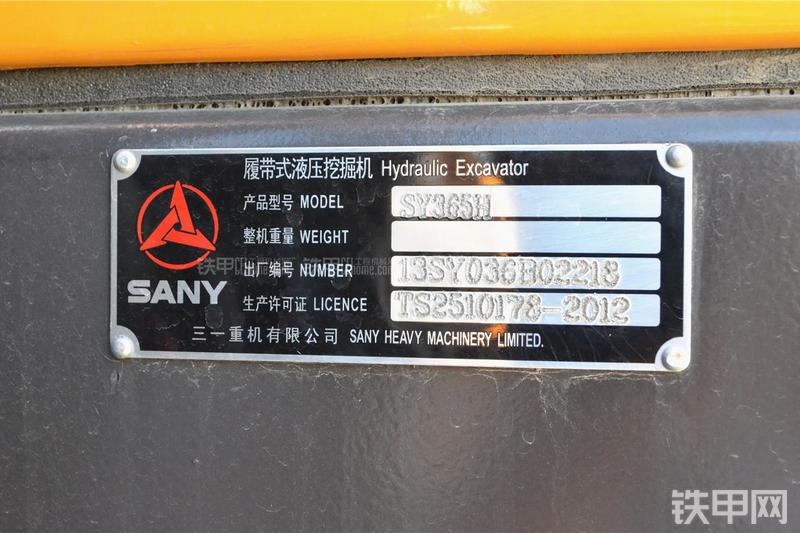 履带式液压挖掘机 Hydraulic Excavator
产品型号 MODEL SY365H
整机重量 WEIGHT
出厂编号 NUMBER 13SY036H02218
生产许可证 LICENCE TS2510178-2012
SANY
三一重机有限公司 SANY HEAVY MACHINERY LIMITED.
铁甲网